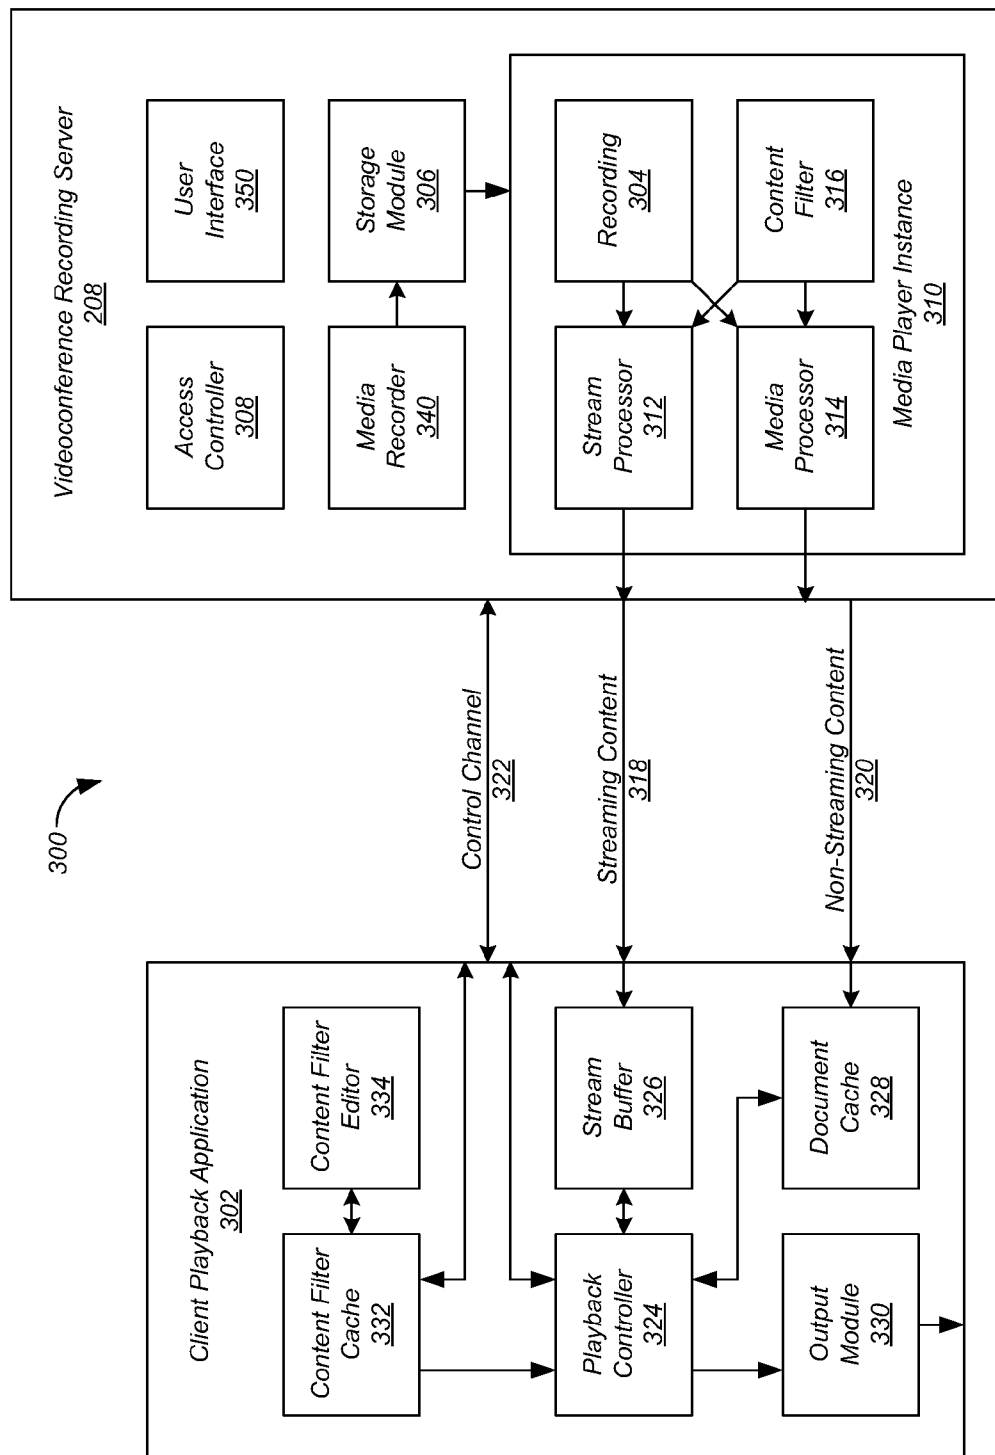 300
Client Playback Application
302
Content Filter
Cache
332
Content Filter
Editor
334
Playback
Controller
324
Stream
Buffer
326
Output
Module
330
Document
Cache
328
Control Channel
322
Streaming Content
318
Non-Streaming Content
320
Videoconference Recording Server
208
Access
Controller
308
User
Interface
350
Media
Recorder
340
Storage
Module
306
Stream
Processor
312
Recording
304
Media
Processor
314
Content
Filter
316
Media Player Instance
310